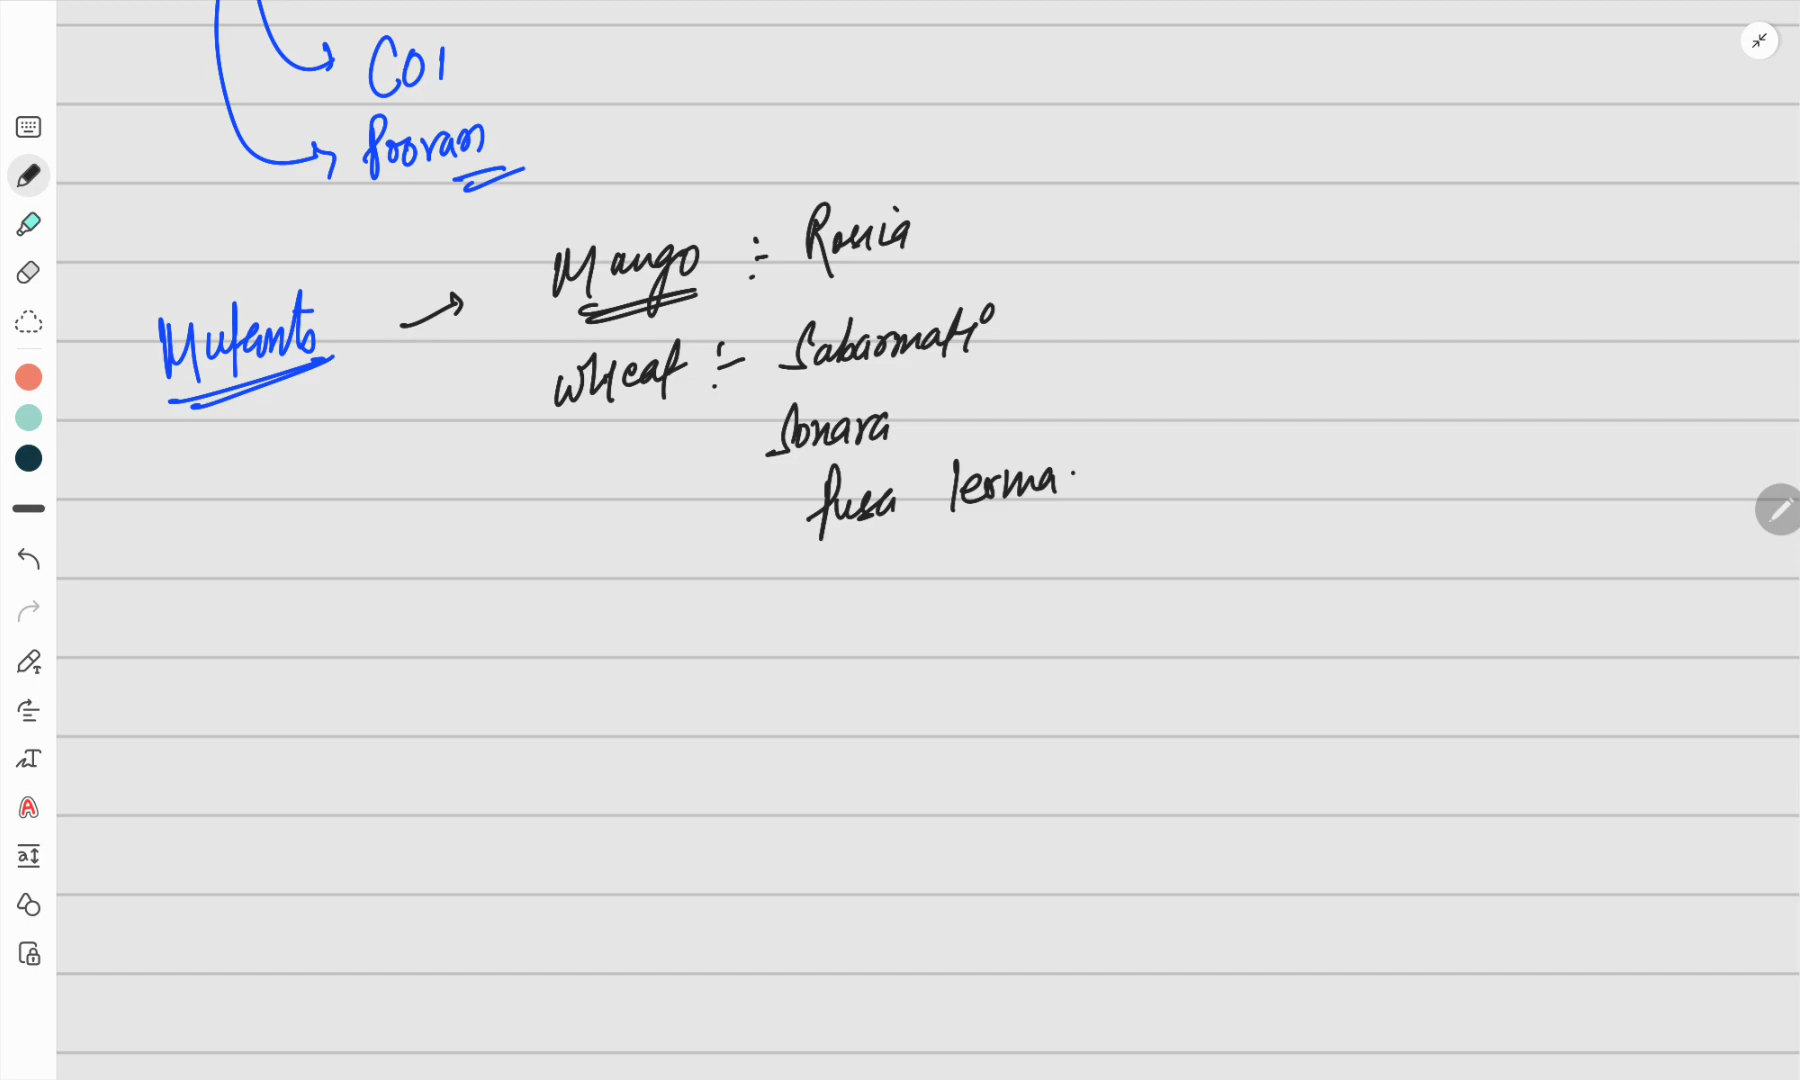 CO1
Pooran
Mango :- Rosica
Mutants →
Wheat :- Sabarmati
Sonara
Pusa lerma.